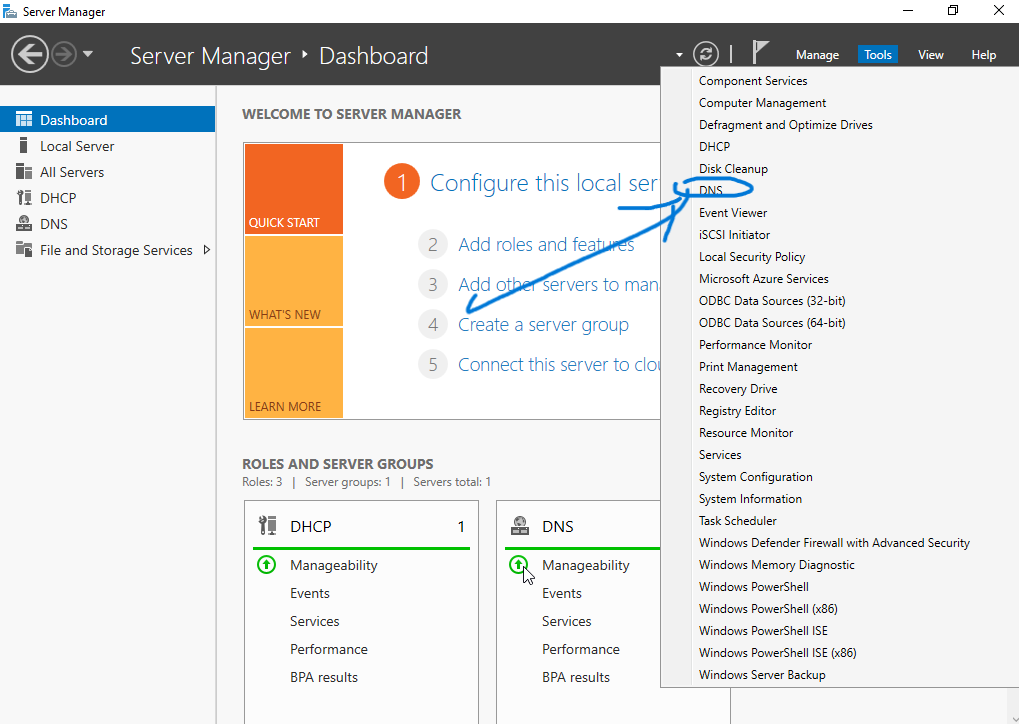 Server Manager
Server Manager ‣ Dashboard
Manage Tools View Help
Dashboard
Local Server
All Servers
DHCP
DNS
File and Storage Services
WELCOME TO SERVER MANAGER
QUICK START
WHAT'S NEW
LEARN MORE
1 Configure this local ser
2 Add roles and features
3 Add other servers to mana
4 Create a server group
5 Connect this server to clou
ROLES AND SERVER GROUPS
Roles: 3 | Server groups: 1 | Servers total: 1
DHCP 1
Manageability
Events
Services
Performance
BPA results
DNS
Manageability
Events
Services
Performance
BPA results
Component Services
Computer Management
Defragment and Optimize Drives
DHCP
Disk Cleanup
DNS
Event Viewer
iSCSI Initiator
Local Security Policy
Microsoft Azure Services
ODBC Data Sources (32-bit)
ODBC Data Sources (64-bit)
Performance Monitor
Print Management
Recovery Drive
Registry Editor
Resource Monitor
Services
System Configuration
System Information
Task Scheduler
Windows Defender Firewall with Advanced Security
Windows Memory Diagnostic
Windows PowerShell
Windows PowerShell (x86)
Windows PowerShell ISE
Windows PowerShell ISE (x86)
Windows Server Backup